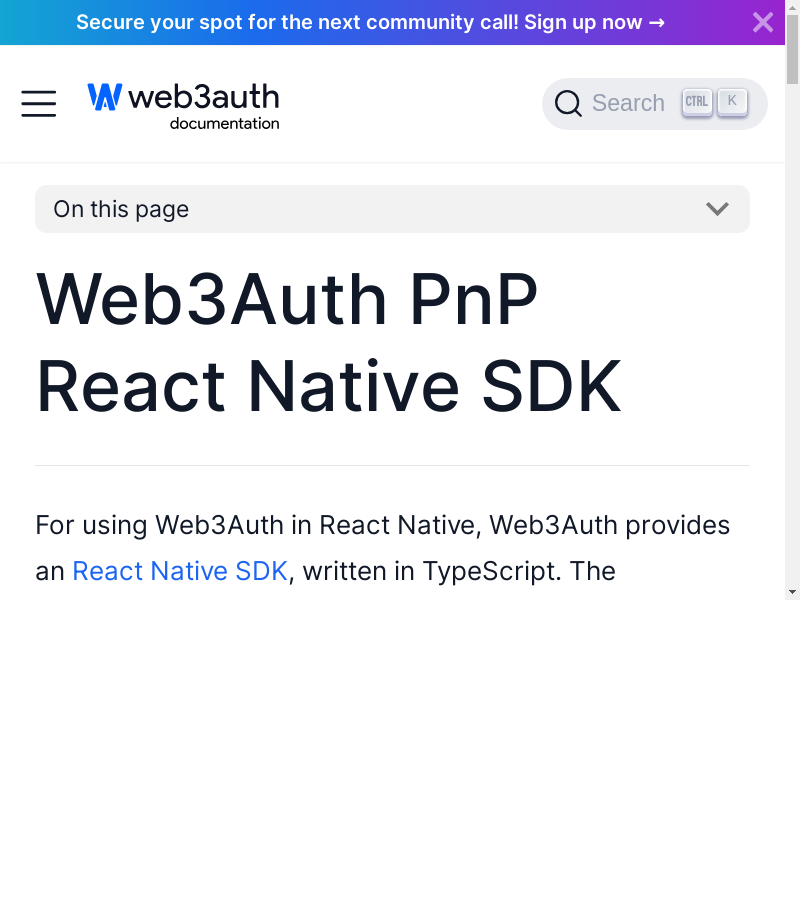 Secure your spot for the next community call! Sign up now →
web3auth
documentation
Search CTRL K
On this page
Web3Auth PnP
React Native SDK
For using Web3Auth in React Native, Web3Auth provides
an React Native SDK, written in TypeScript. The